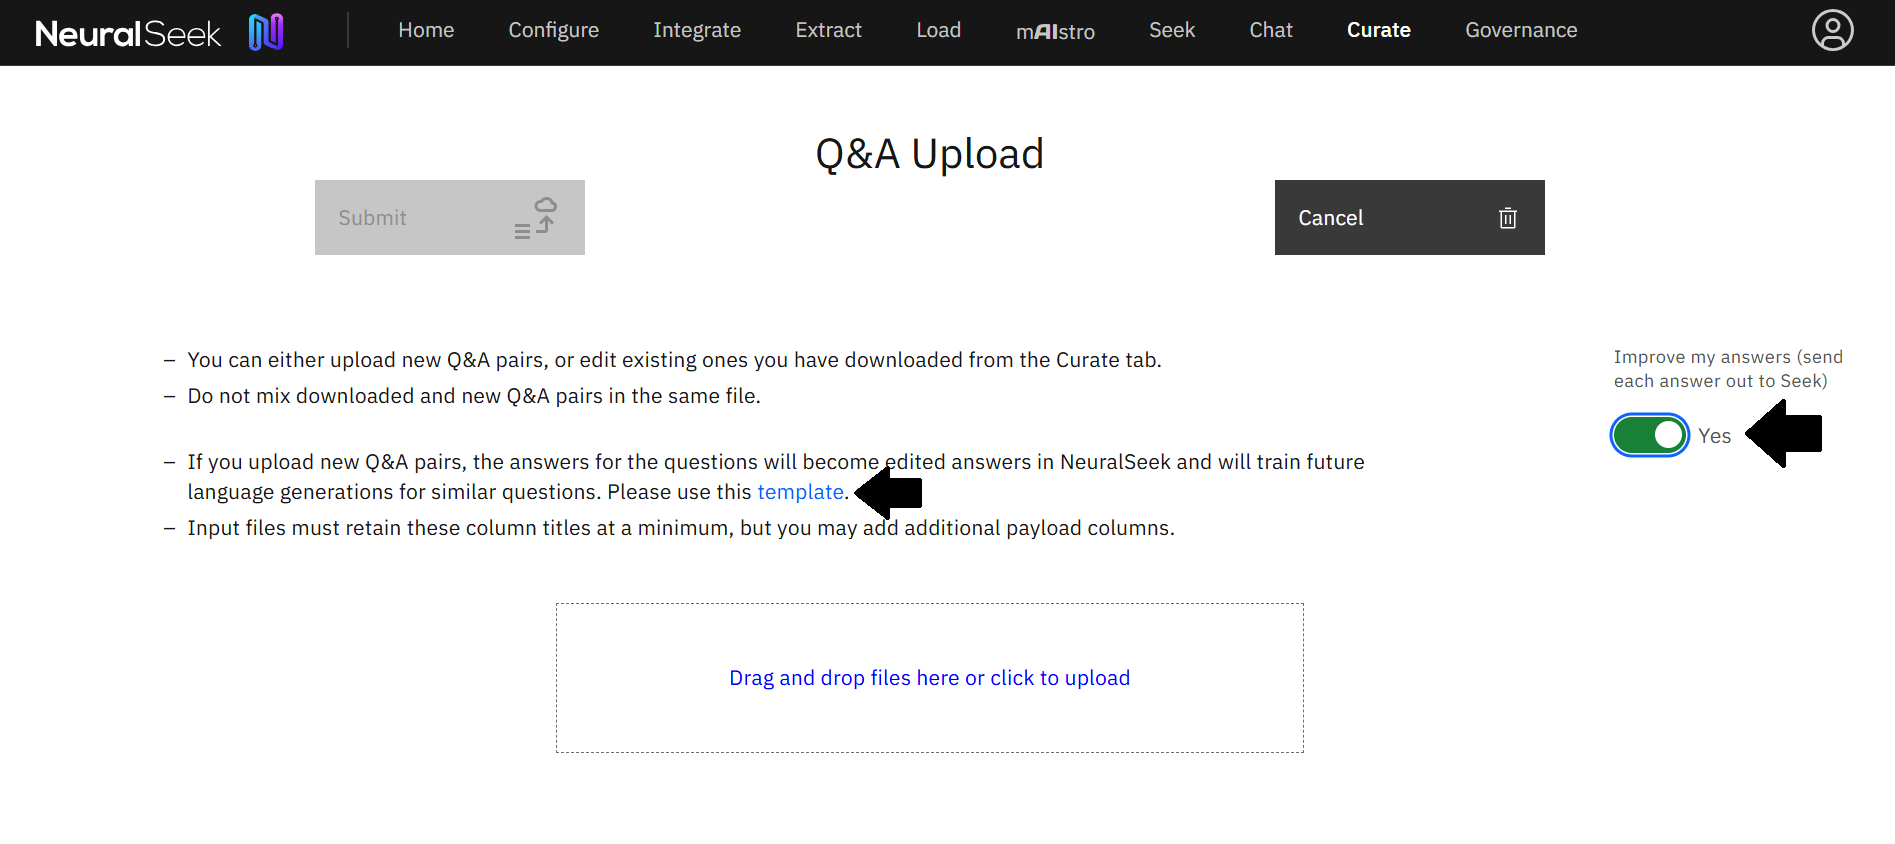 NeuralSeek Home Configure Integrate Extract Load mAIstro Seek Chat Curate Governance
Q&A Upload
Submit
Cancel
– You can either upload new Q&A pairs, or edit existing ones you have downloaded from the Curate tab.
– Do not mix downloaded and new Q&A pairs in the same file.
– If you upload new Q&A pairs, the answers for the questions will become edited answers in NeuralSeek and will train future
language generations for similar questions. Please use this template.
– Input files must retain these column titles at a minimum, but you may add additional payload columns.
Improve my answers (send
each answer out to Seek)
Yes
Drag and drop files here or click to upload